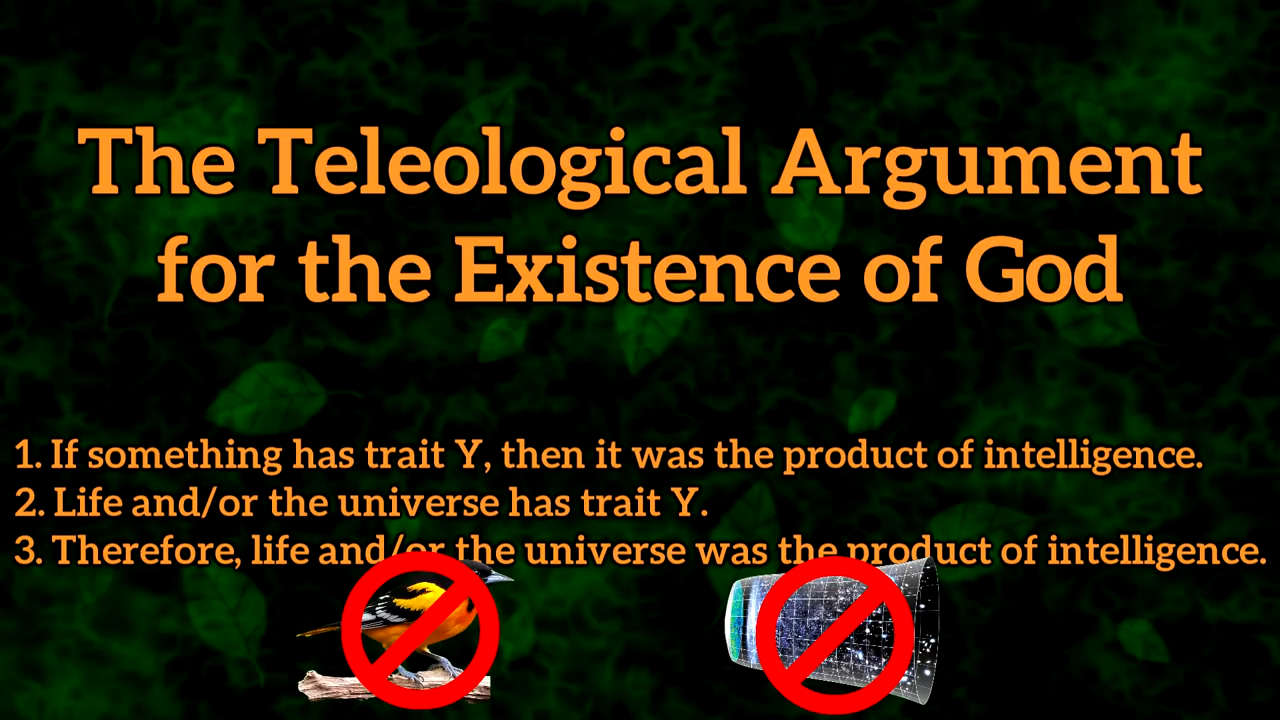 The Teleological Argument
for the Existence of God
1. If something has trait Y, then it was the product of intelligence.
2. Life and/or the universe has trait Y.
3. Therefore, life and/or the universe was the product of intelligence.